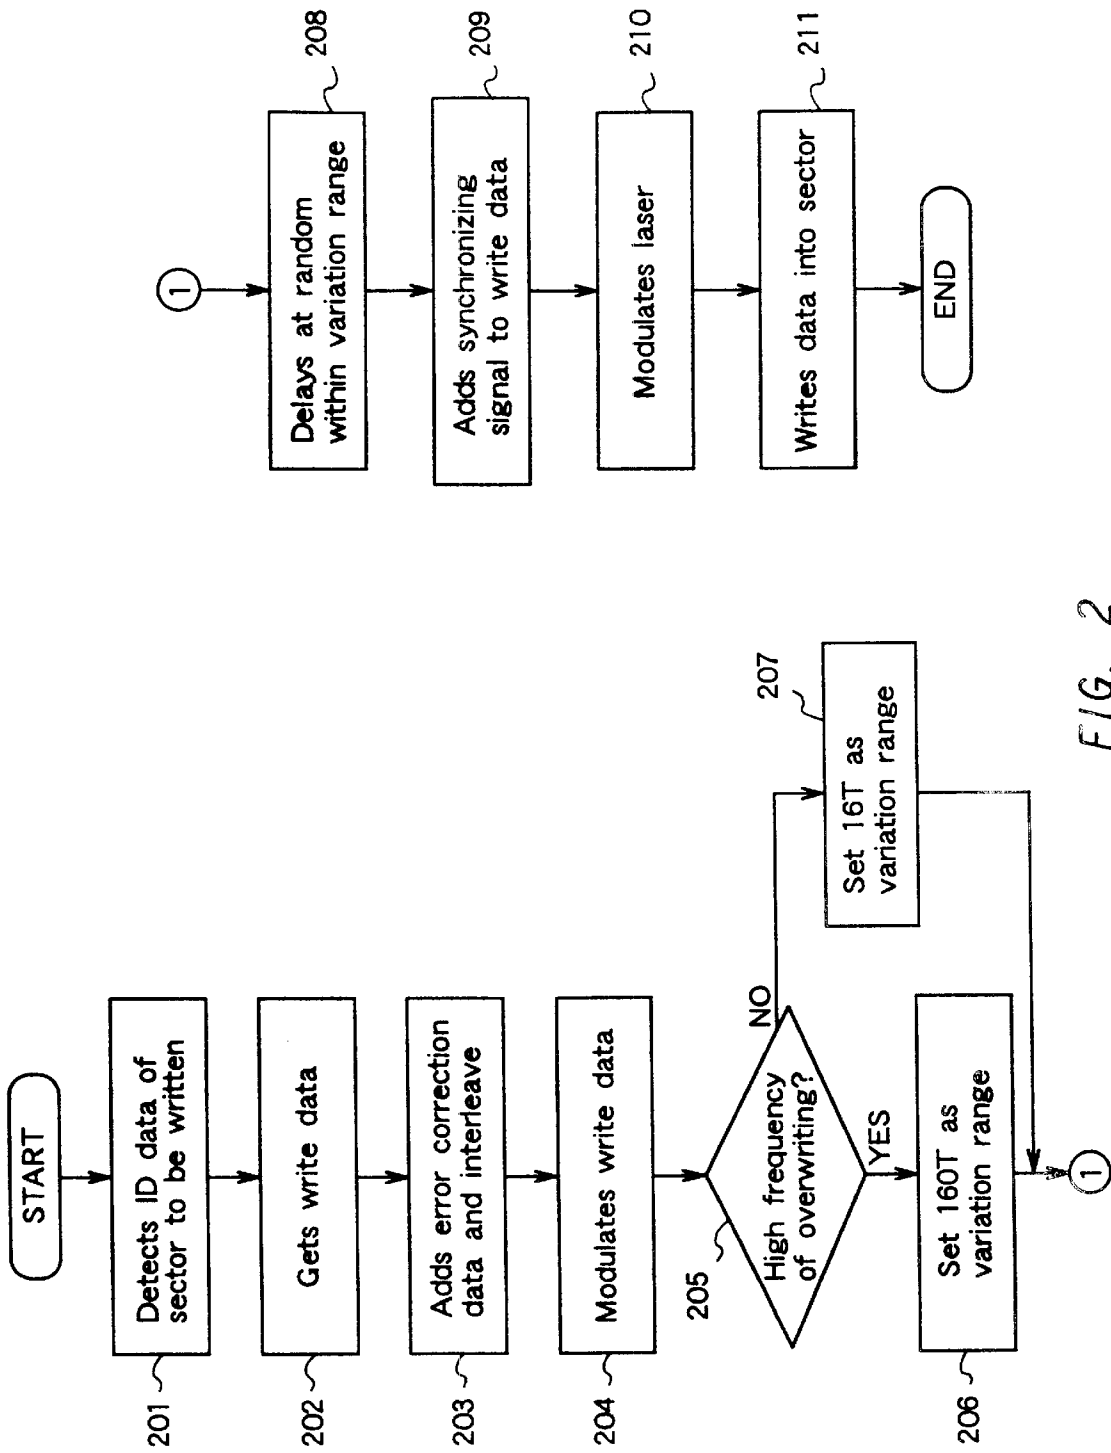 START
Detects ID data of
sector to be written
201
Gets write data
202
Adds error correction
data and interleave
203
Modulates write data
204
High frequency
of overwriting?
205
NO
YES
Set 160T as
variation range
206
Set 16T as
variation range
207
1
1
Delays at random
within variation range
208
Adds synchronizing
signal to write data
209
Modulates laser
210
Writes data into sector
211
END
FIG. 2